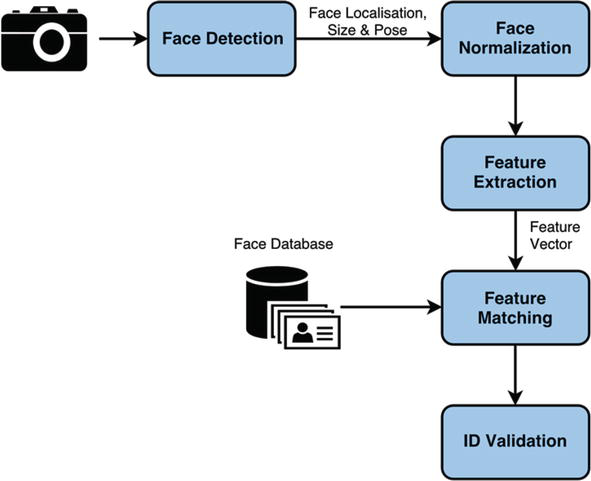 Face Detection
Face Localisation,
Size & Pose
Face
Normalization
Feature
Extraction
Feature
Vector
Face Database
Feature
Matching
ID Validation